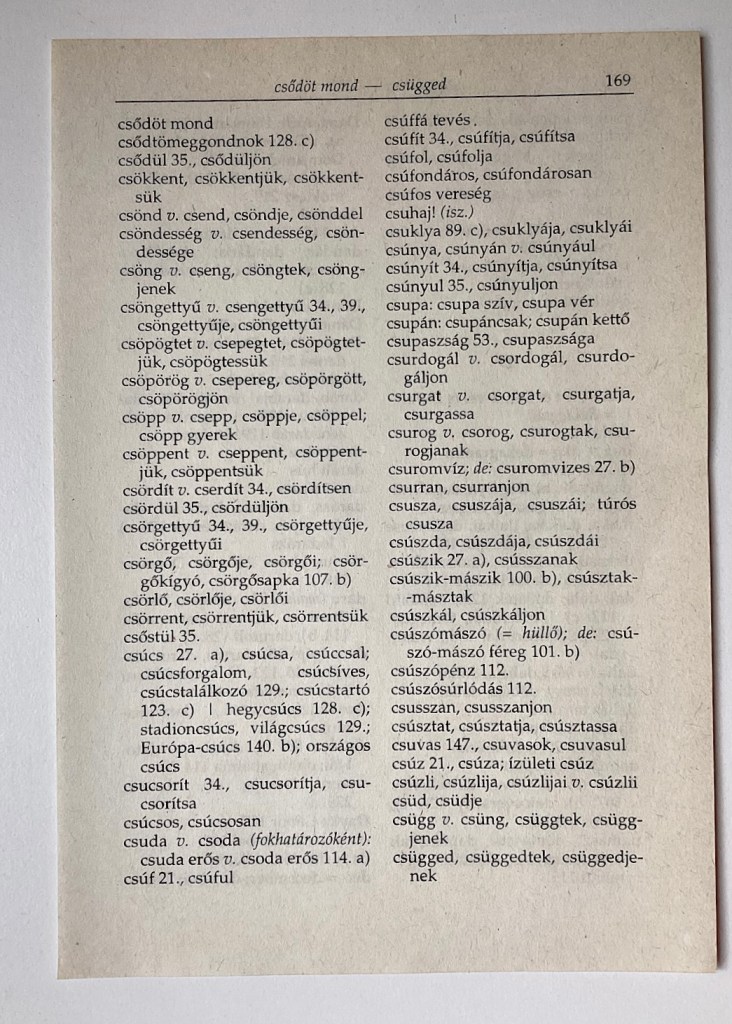 csődöt mond — csügged
169
csődöt mond
csődtömeggondnok 128. c)
csődül 35., csődüljön
csökkent, csökkentjük, csökkent-
sük
csönd v. csend, csöndje, csönddel
csöndesség v. csendesség, csön-
dessége
csöng v. cseng, csöngtek, csöng-
jenek
csöngettyű v. csengettyű 34., 39.,
csöngettyűje, csöngettyűi
csöpögtet v. csepegtet, csöpögtet-
jük, csöpögtessük
csöpörög v. csepereg, csöpörgött,
csöpörögjön
csöpp v. csepp, csöppje, csöppel;
csöpp gyerek
csöppent v. cseppent, csöppent-
jük, csöppentsük
csördít v. cserdít 34., csördítsen
csördül 35., csördüljön
csörgettyű 34., 39., csörgettyűje,
csörgettyűi
csörgő, csörgője, csörgői; csör-
gőkígyó, csörgősapka 107. b)
csörlő, csörlője, csörlői
csörrent, csörrentjük, csörrentsük
csőstül 35.
csúcs 27. a), csúcsa, csúccsal;
csúcsforgalom, csúcsíves,
csúcstalálkozó 129.; csúcstartó
123. c) | hegycsúcs 128. c);
stadioncsúcs, világcsúcs 129.;
Európa-csúcs 140. b); országos
csúcs
csucsorít 34., csucsorítja, csu-
csorítsa
csúcsos, csúcsosan
csuda v. csoda (fokhatározóként):
csuda erős v. csoda erős 114. a)
csúf 21., csúful
csúffá tevés.
csúfít 34., csúfítja, csúfítsa
csúfol, csúfolja
csúfondáros, csúfondárosan
csúfos vereség
csuhaj! (isz.)
csuklya 89. c), csuklyája, csuklyái
csúnya, csúnyán v. csúnyául
csúnyít 34., csúnyítja, csúnyítsa
csúnyul 35., csúnyuljon
csupa: csupa szív, csupa vér
csupán: csupáncsak; csupán kettő
csupaszság 53., csupaszsága
csurdogál v. csordogál, csurdo-
gáljon
csurgat v. csorgat, csurgatja,
csurgassa
csurog v. csorog, csurogtak, csu-
rogjanak
csuromvíz; de: csuromvizes 27. b)
csurran, csurranjon
csusza, csuszája, csuszái; túrós
csusza
csúszda, csúszdája, csúszdái
csúszik 27. a), csússzanak
csúszik-mászik 100. b), csúsztak-
-másztak
csúszkál, csúszkáljon
csúszómászó (= hüllő); de: csú-
szó-mászó féreg 101. b)
csúszópénz 112.
csúszósúrlódás 112.
csusszan, csusszanjon
csúsztat, csúsztatja, csúsztassa
csuvas 147., csuvasok, csuvasul
csúz 21., csúza; ízületi csúz
csúzli, csúzlija, csúzlijai v. csúzlii
csüd, csüdje
csügg v. csüng, csüggtek, csügg-
jenek
csügged, csüggedtek, csüggedje-
nek